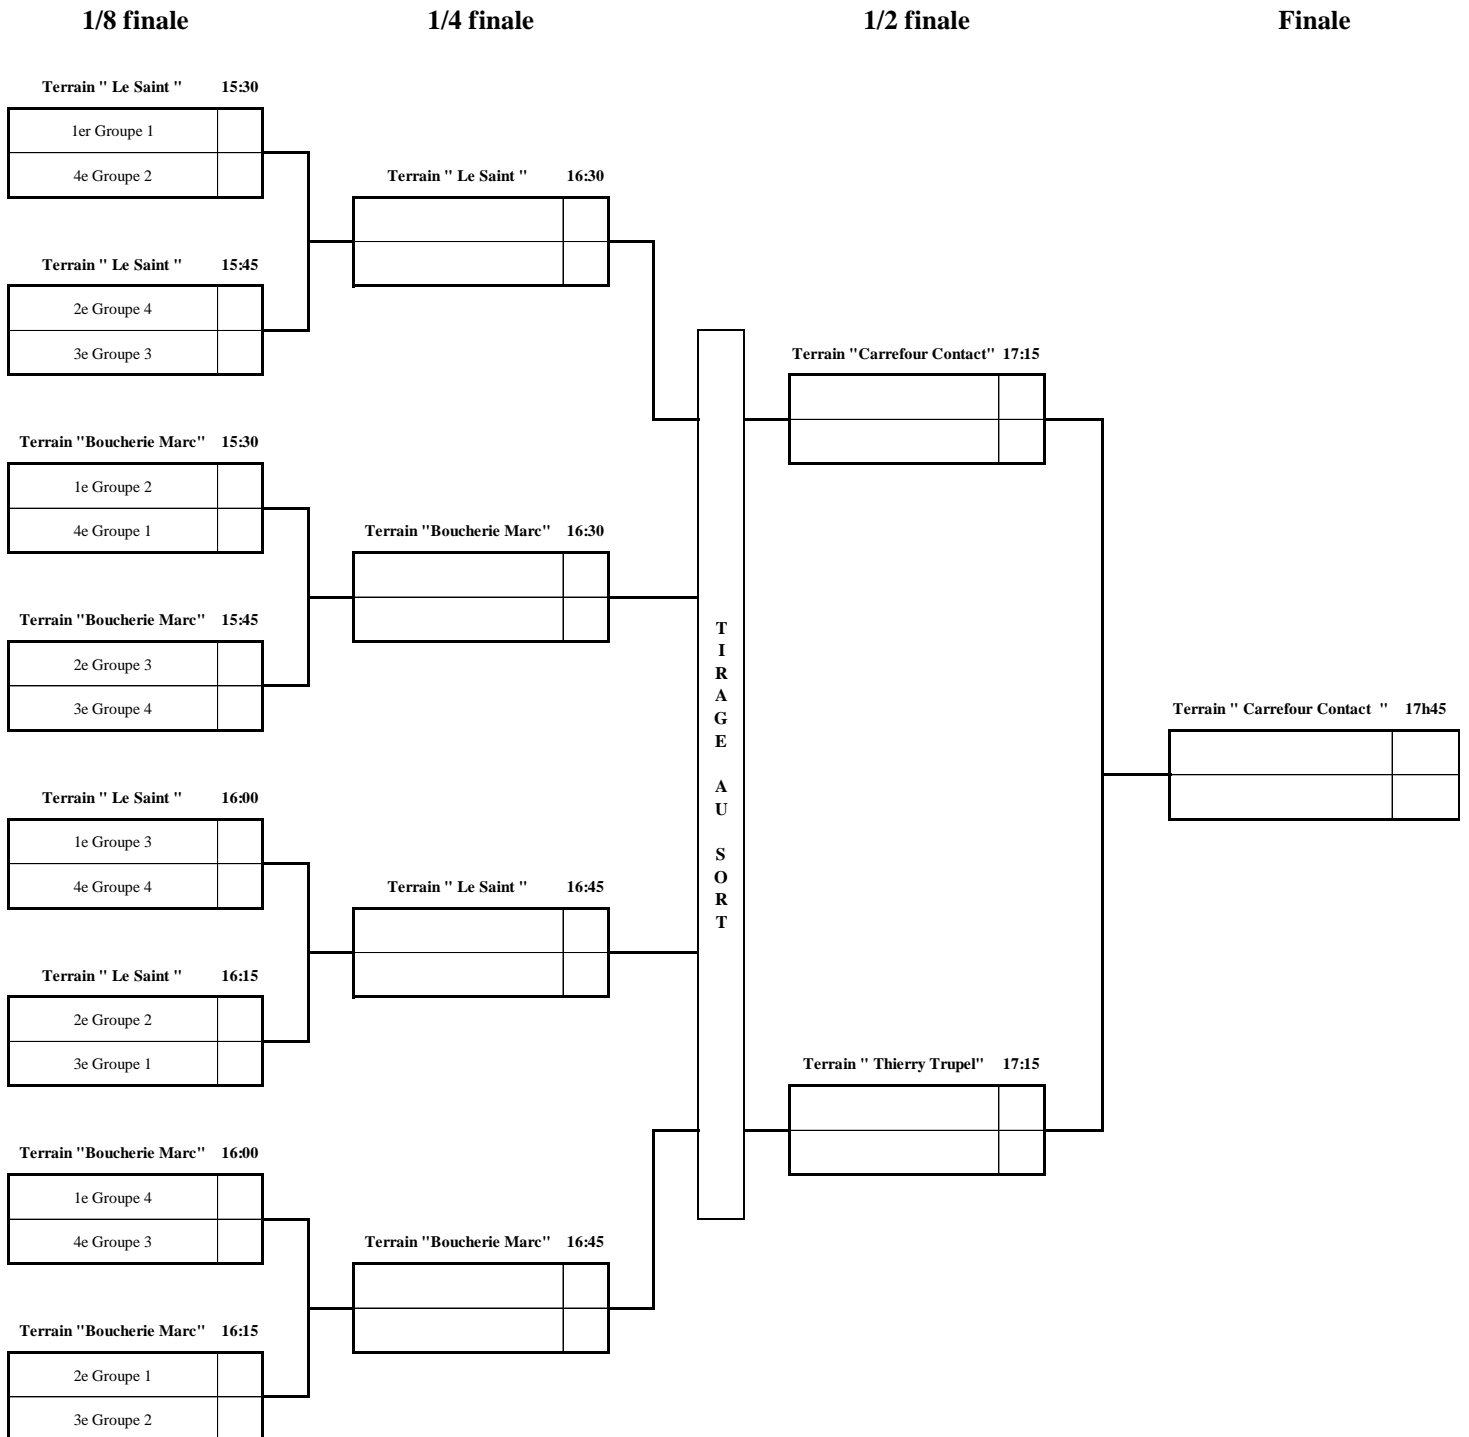 1/8 finale
1/4 finale
1/2 finale
Finale
Terrain " Le Saint " 15:30
1er Groupe 1
4e Groupe 2
Terrain " Le Saint " 15:45
2e Groupe 4
3e Groupe 3
Terrain "Boucherie Marc" 15:30
1e Groupe 2
4e Groupe 1
Terrain "Boucherie Marc" 15:45
2e Groupe 3
3e Groupe 4
Terrain " Le Saint " 16:00
1e Groupe 3
4e Groupe 4
Terrain " Le Saint " 16:15
2e Groupe 2
3e Groupe 1
Terrain "Boucherie Marc" 16:00
1e Groupe 4
4e Groupe 3
Terrain "Boucherie Marc" 16:15
2e Groupe 1
3e Groupe 2
Terrain " Le Saint " 16:30
Terrain "Boucherie Marc" 16:30
Terrain " Le Saint " 16:45
Terrain "Boucherie Marc" 16:45
TIRAGE AU SORT
Terrain "Carrefour Contact" 17:15
Terrain " Thierry Trupel" 17:15
Terrain " Carrefour Contact " 17h45